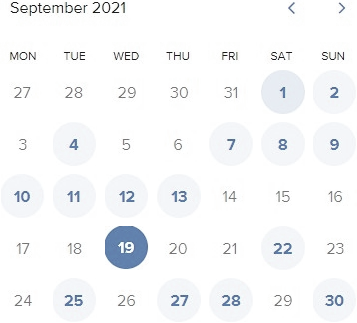 September 2021
MON TUE WED THU FRI SAT SUN
27 28 29 30 31 1 2
3 4 5 6 7 8 9
10 11 12 13 14 15 16
17 18 19 20 21 22 23
24 25 26 27 28 29 30